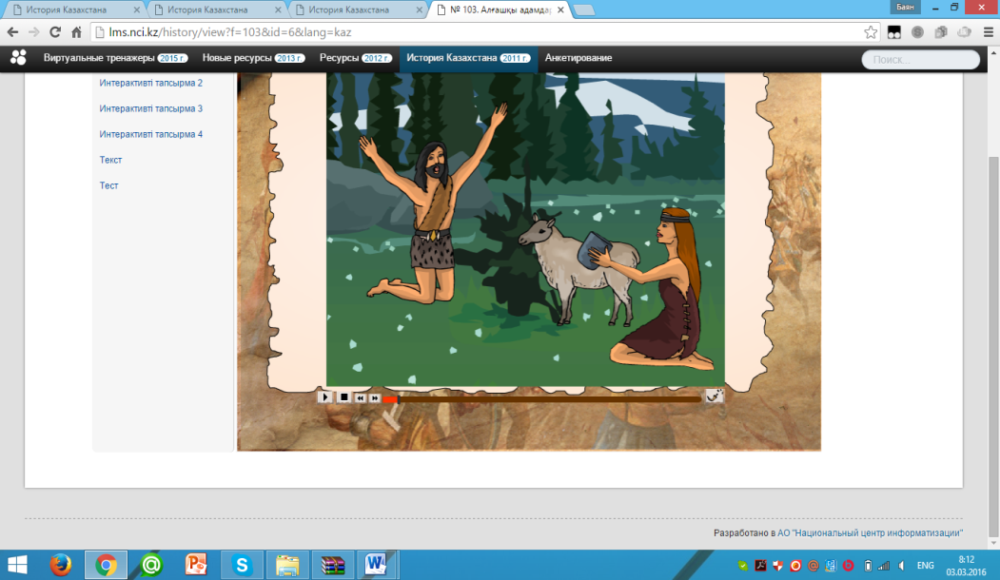 История Казахстана
История Казахстана
История Казахстана
№ 103. Алғашқы адамда
Баян
lms.nci.kz/history/view?f=103&id=6&lang=kaz
Виртуальные тренажеры 2015 г. Новые ресурсы 2013 г. Ресурсы 2012 г. История Казахстана 2011 г. Анкетирование
Поиск...
Интерактивті тапсырма 2
Интерактивті тапсырма 3
Интерактивті тапсырма 4
Текст
Тест
Разработано в АО "Национальный центр информатизации"
ENG
8:12
03.03.2016